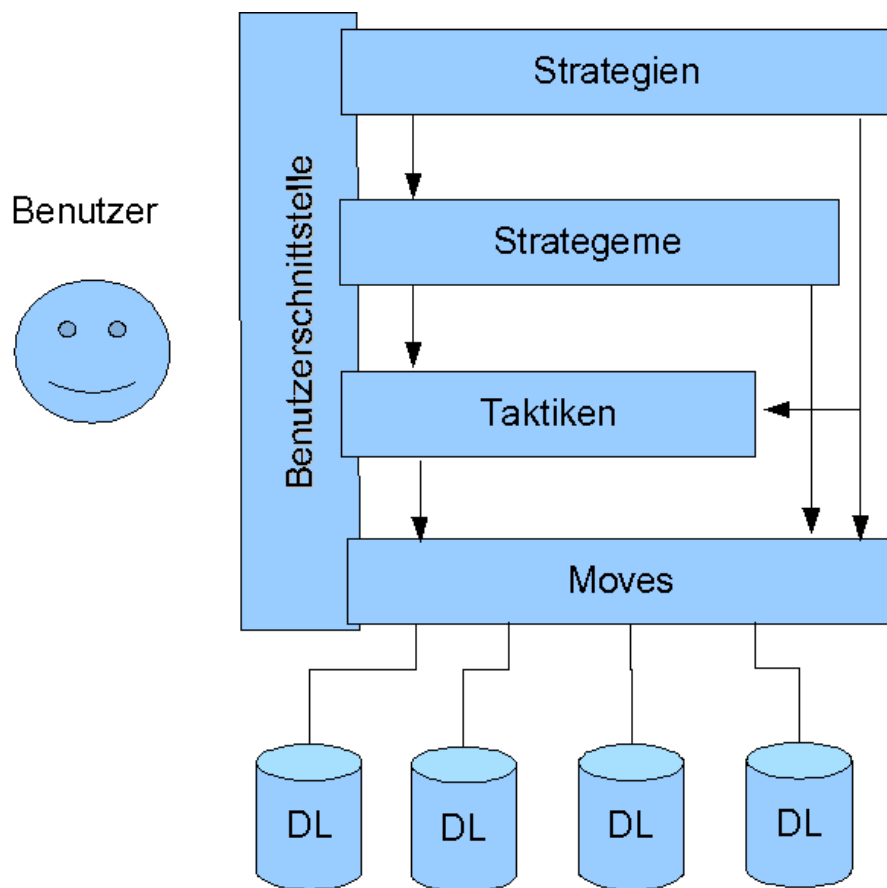 Strategien
Benutzer
Benutzerschnittstelle
Strategeme
Taktiken
Moves
DL
DL
DL
DL